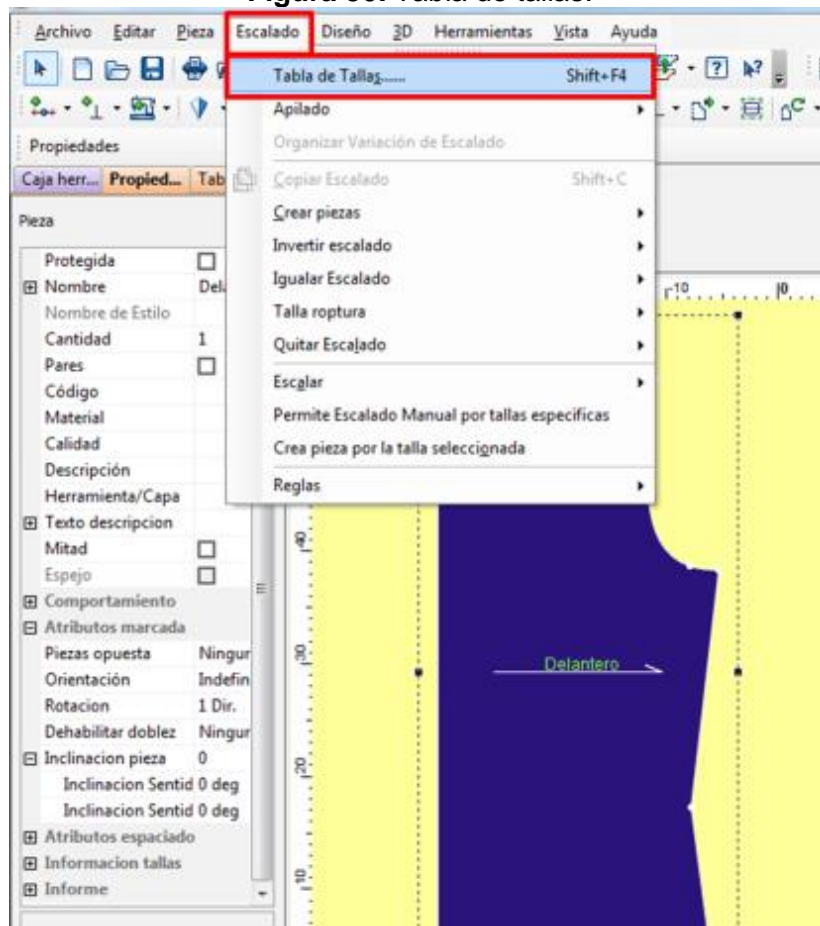 Tabla de tallas.
Archivo Editar Pieza Escalado Diseño 3D Herramientas Vista Ayuda
Tabla de Tallas...... Shift+F4
Apilado
Organizar Variación de Escalado
Copiar Escalado Shift+C
Crear piezas
Invertir escalado
Igualar Escalado
Talla roptura
Quitar Escalado
Escalar
Permite Escalado Manual por tallas especificas
Crea pieza por la talla seleccionada
Reglas
Propiedades
Caja herr... Propied... Tab
Pieza
Protegida
Nombre Del
Nombre de Estilo
Cantidad 1
Pares
Código
Material
Calidad
Descripción
Herramienta/Capa
Texto descripcion
Mitad
Espejo
Comportamiento
Atributos marcada
Piezas opuesta Ningur
Orientación Indefin
Rotacion 1 Dir.
Dehabilitar doblez Ningur
Inclinacion pieza 0
Inclinacion Sentid 0 deg
Inclinacion Sentid 0 deg
Atributos espaciado
Informacion tallas
Informe
10 0
40
30
Delantero
20
10